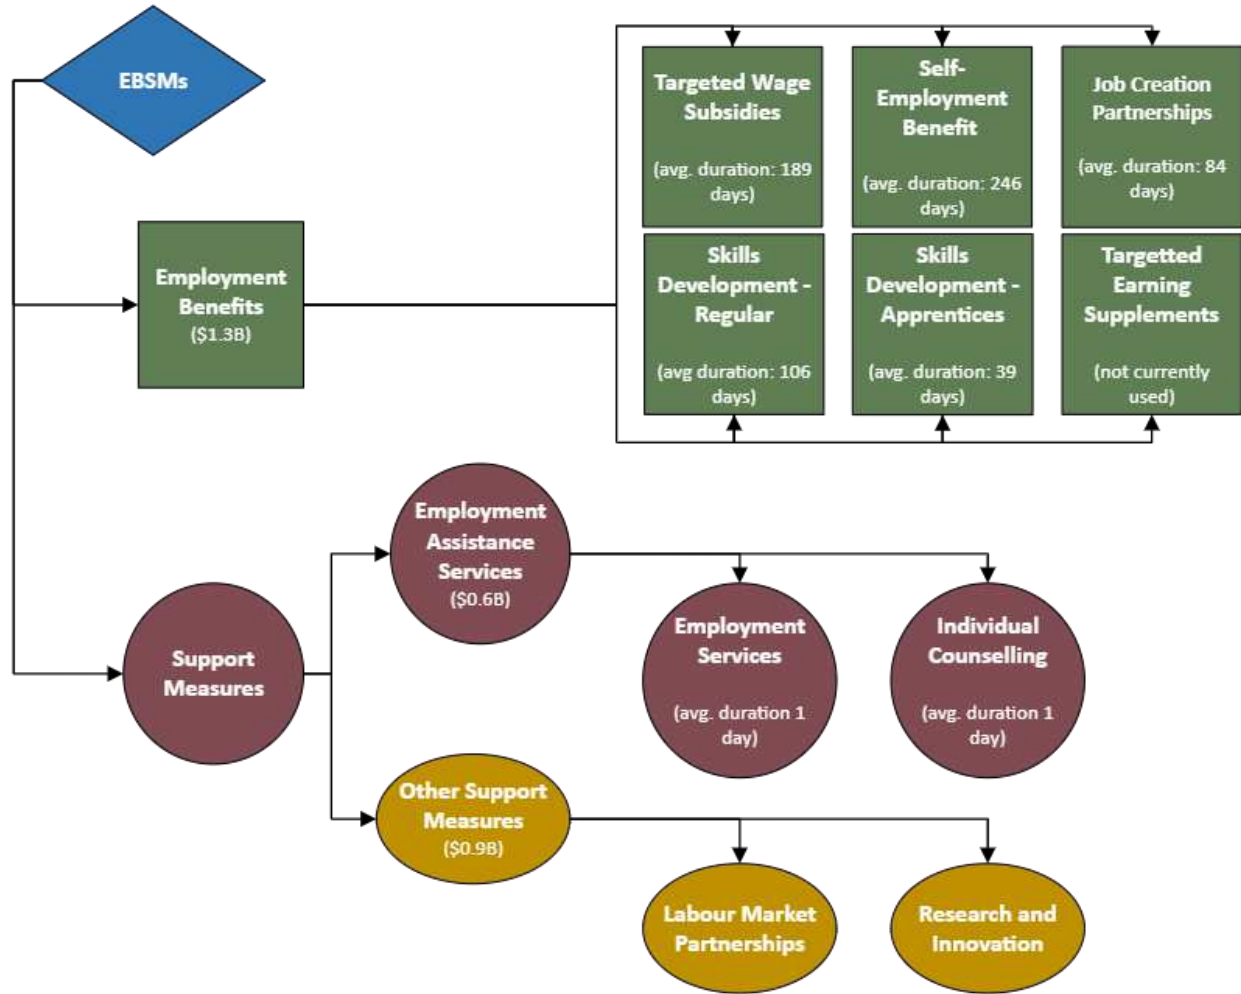 EBSMs
Targeted Wage
Subsidies
(avg. duration: 189
days)
Self-
Employment
Benefit
(avg. duration: 246
days)
Job Creation
Partnerships
(avg. duration: 84
days)
Employment
Benefits
($1.3B)
Skills
Development -
Regular
(avg duration: 106
days)
Skills
Development -
Apprentices
(avg. duration: 39
days)
Targetted
Earning
Supplements
(not currently
used)
Employment
Assistance
Services
($0.6B)
Support
Measures
Employment
Services
(avg. duration 1
day)
Individual
Counselling
(avg. duration 1
day)
Other Support
Measures
($0.9B)
Labour Market
Partnerships
Research and
Innovation